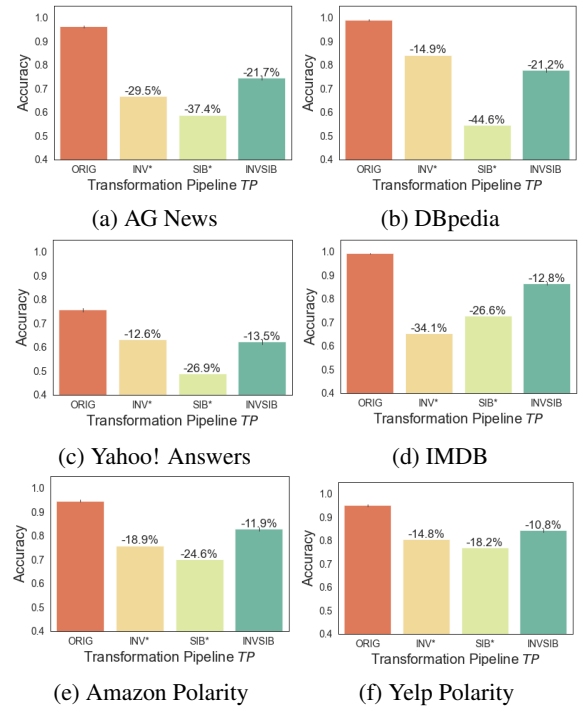 1.0
0.9
0.8
0.7
0.6
0.5
0.4
Accuracy
-29.5%
-37.4%
-21.7%
ORIG INV* SIB* INVSIB
Transformation Pipeline TP
(a) AG News
1.0
0.9
0.8
0.7
0.6
0.5
0.4
Accuracy
-14.9%
-44.6%
-21.2%
ORIG INV* SIB* INVSIB
Transformation Pipeline TP
(b) DBpedia
1.0
0.9
0.8
0.7
0.6
0.5
0.4
Accuracy
-12.6%
-26.9%
-13.5%
ORIG INV* SIB* INVSIB
Transformation Pipeline TP
(c) Yahoo! Answers
1.0
0.9
0.8
0.7
0.6
0.5
0.4
Accuracy
-34.1%
-26.6%
-12.8%
ORIG INV* SIB* INVSIB
Transformation Pipeline TP
(d) IMDB
1.0
0.9
0.8
0.7
0.6
0.5
0.4
Accuracy
-18.9%
-24.6%
-11.9%
ORIG INV* SIB* INVSIB
Transformation Pipeline TP
(e) Amazon Polarity
1.0
0.9
0.8
0.7
0.6
0.5
0.4
Accuracy
-14.8%
-18.2%
-10.8%
ORIG INV* SIB* INVSIB
Transformation Pipeline TP
(f) Yelp Polarity